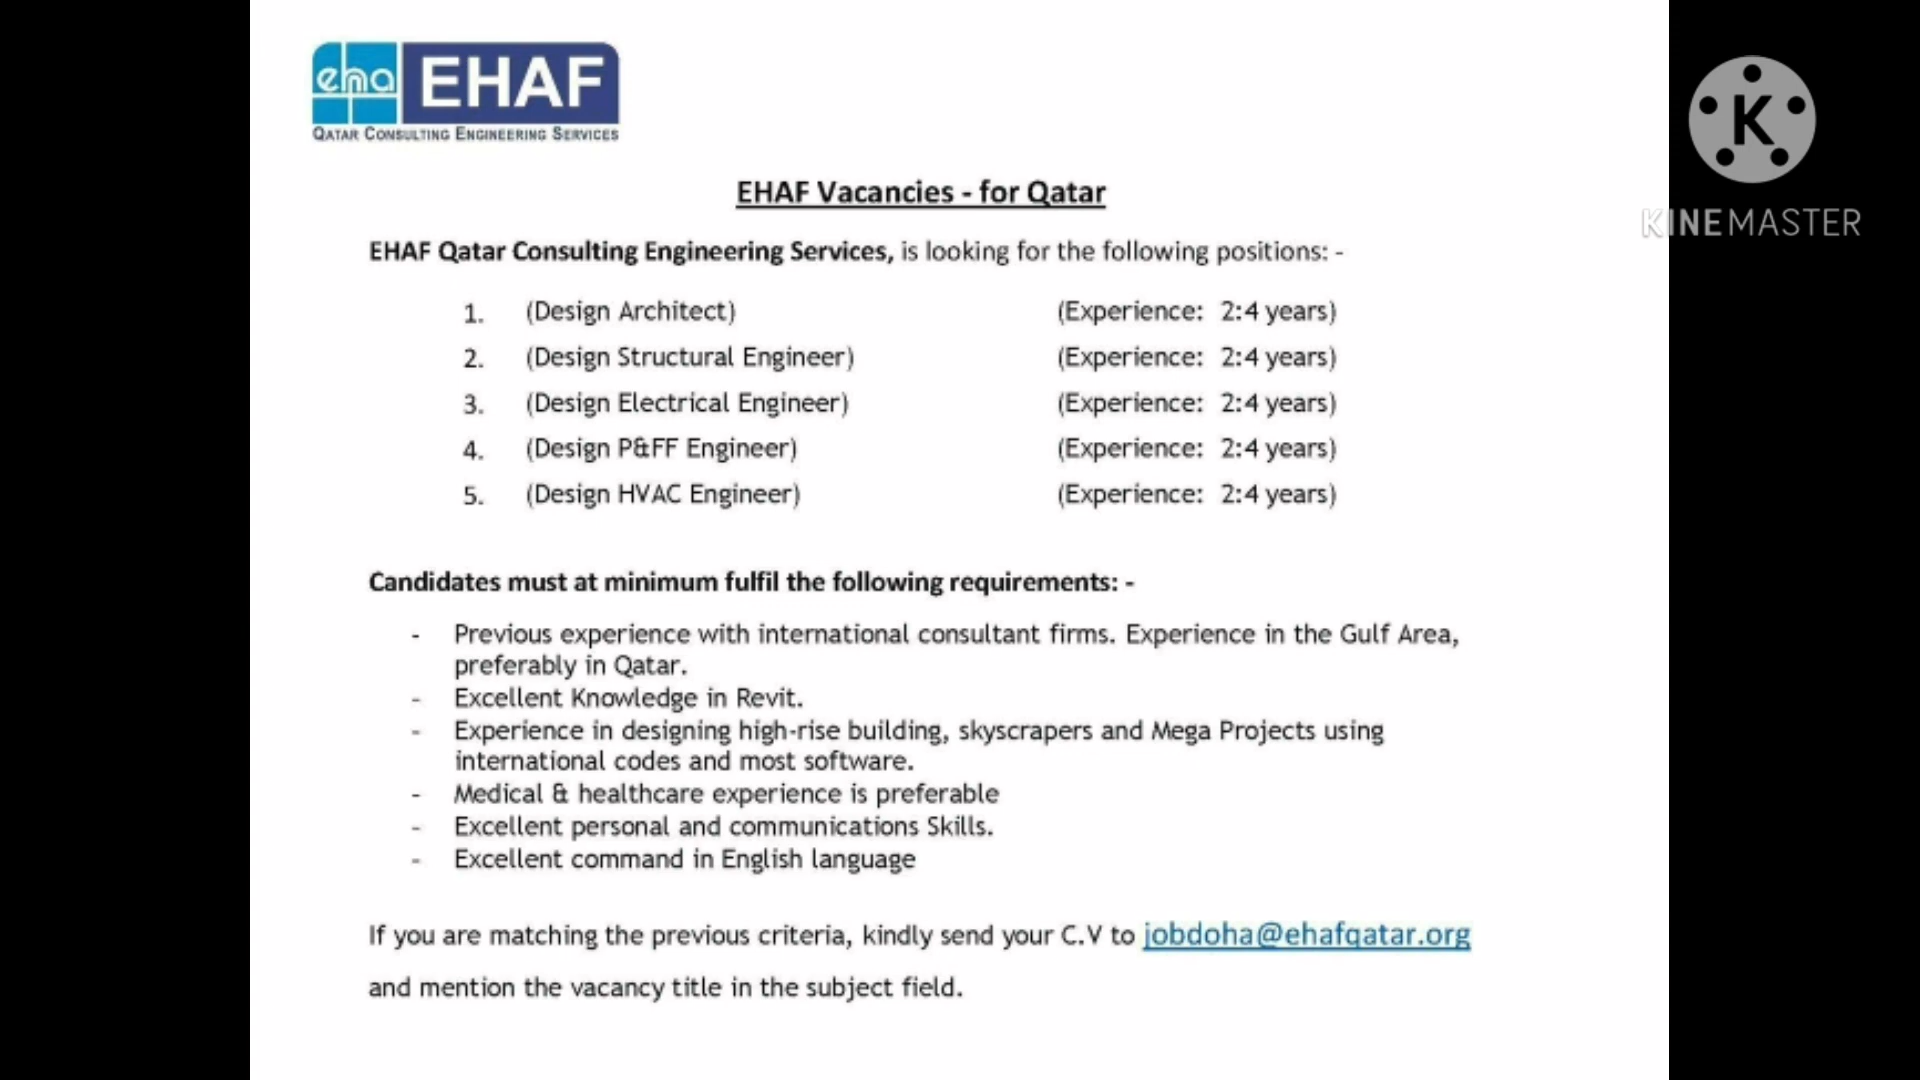 eha EHAF
QATAR CONSULTING ENGINEERING SERVICES
K
KINEMASTER
EHAF Vacancies - for Qatar
EHAF Qatar Consulting Engineering Services, is looking for the following positions: -
1. (Design Architect) (Experience: 2:4 years)
2. (Design Structural Engineer) (Experience: 2:4 years)
3. (Design Electrical Engineer) (Experience: 2:4 years)
4. (Design P&FF Engineer) (Experience: 2:4 years)
5. (Design HVAC Engineer) (Experience: 2:4 years)
Candidates must at minimum fulfil the following requirements: -
- Previous experience with international consultant firms. Experience in the Gulf Area,
preferably in Qatar.
- Excellent Knowledge in Revit.
- Experience in designing high-rise building, skyscrapers and Mega Projects using
international codes and most software.
- Medical & healthcare experience is preferable
- Excellent personal and communications Skills.
- Excellent command in English language
If you are matching the previous criteria, kindly send your C.V to jobdoha@ehafqatar.org
and mention the vacancy title in the subject field.